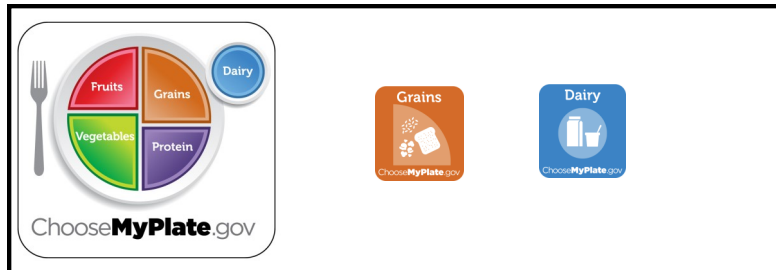 Fruits
Grains
Dairy
Vegetables
Protein
ChooseMyPlate.gov
Grains
ChooseMyPlate.gov
Dairy
ChooseMyPlate.gov